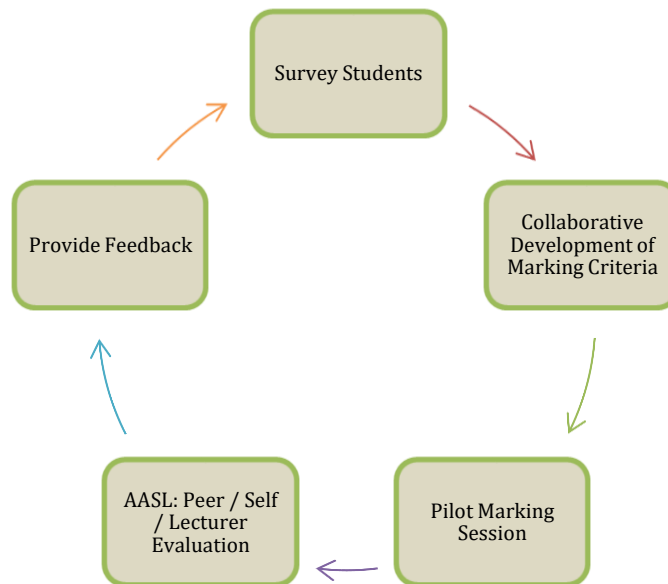 Survey Students
Collaborative
Development of
Marking Criteria
Pilot Marking
Session
AASL: Peer / Self
/ Lecturer
Evaluation
Provide Feedback